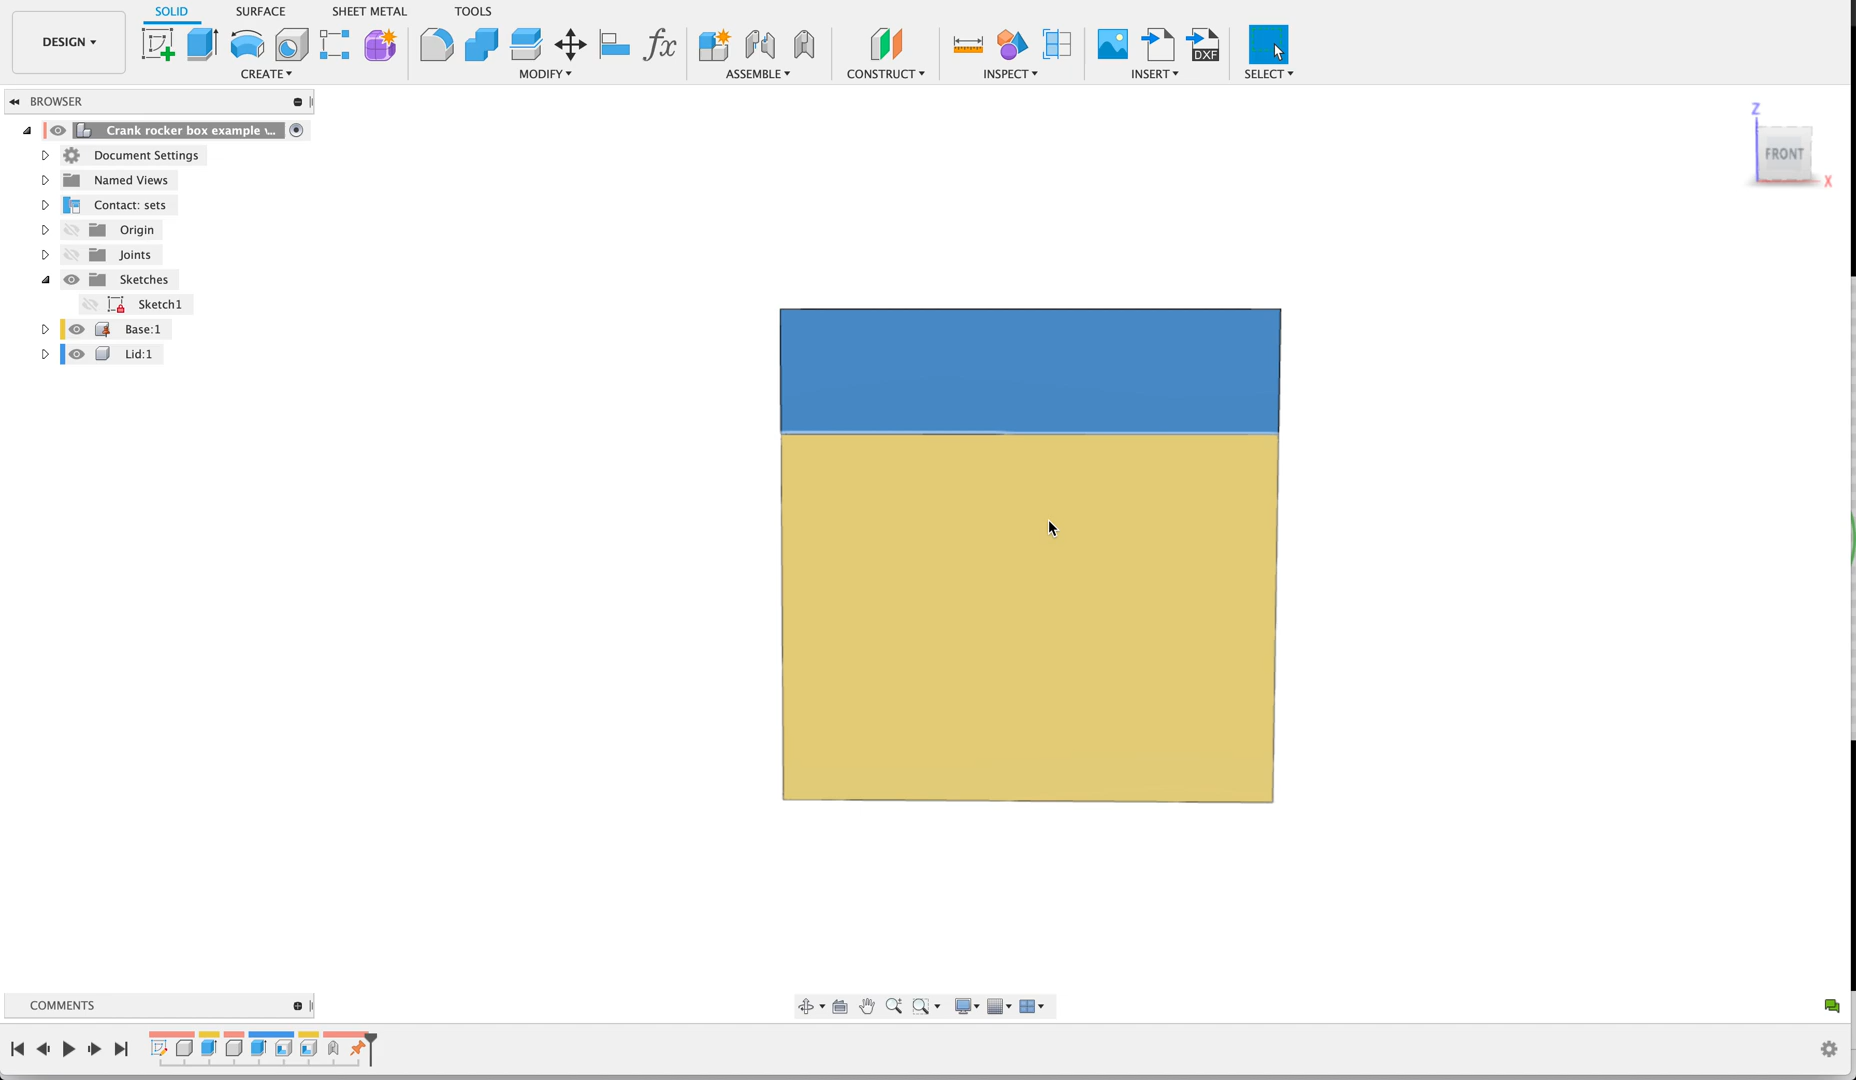 SOLID SURFACE SHEET METAL TOOLS
DESIGN
DXF
fx
CREATE MODIFY ASSEMBLE CONSTRUCT INSPECT INSERT SELECT
BROWSER
Crank rocker box example v...
Document Settings
Named Views
Contact: sets
Origin
Joints
Sketches
Sketch1
Base:1
Lid:1
Z
FRONT
X
COMMENTS